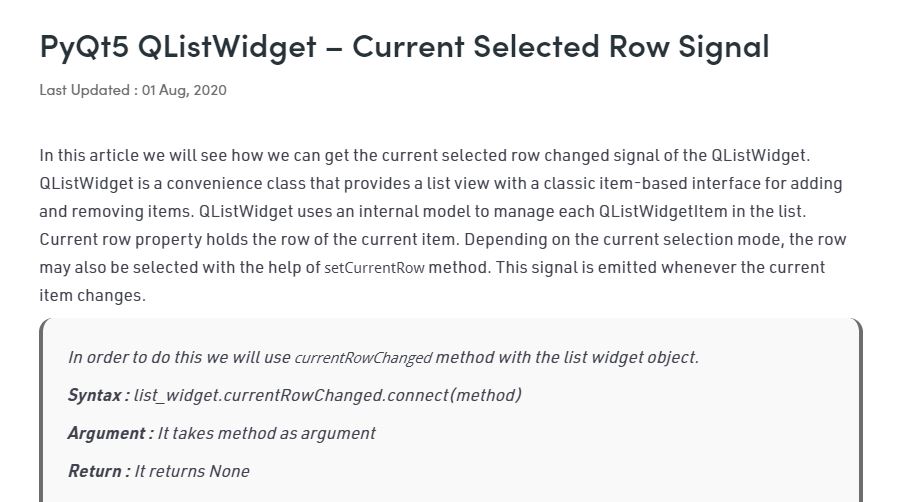 PyQt5 QListWidget – Current Selected Row Signal
Last Updated : 01 Aug, 2020
In this article we will see how we can get the current selected row changed signal of the QListWidget.
QListWidget is a convenience class that provides a list view with a classic item-based interface for adding
and removing items. QListWidget uses an internal model to manage each QListWidgetItem in the list.
Current row property holds the row of the current item. Depending on the current selection mode, the row
may also be selected with the help of setCurrentRow method. This signal is emitted whenever the current
item changes.
In order to do this we will use currentRowChanged method with the list widget object.
Syntax : list_widget.currentRowChanged.connect(method)
Argument : It takes method as argument
Return : It returns None